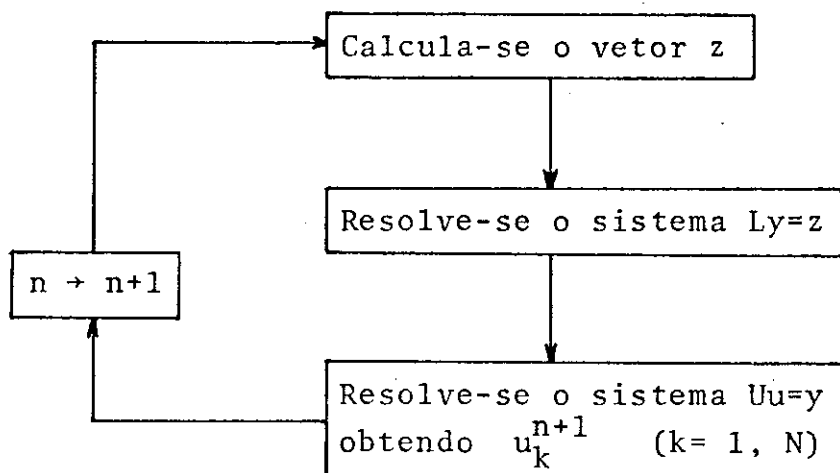 Calcula-se o vetor z
Resolve-se o sistema Ly=z
n → n+1
Resolve-se o sistema Uu=y
obtendo u_k^{n+1} (k= 1, N)